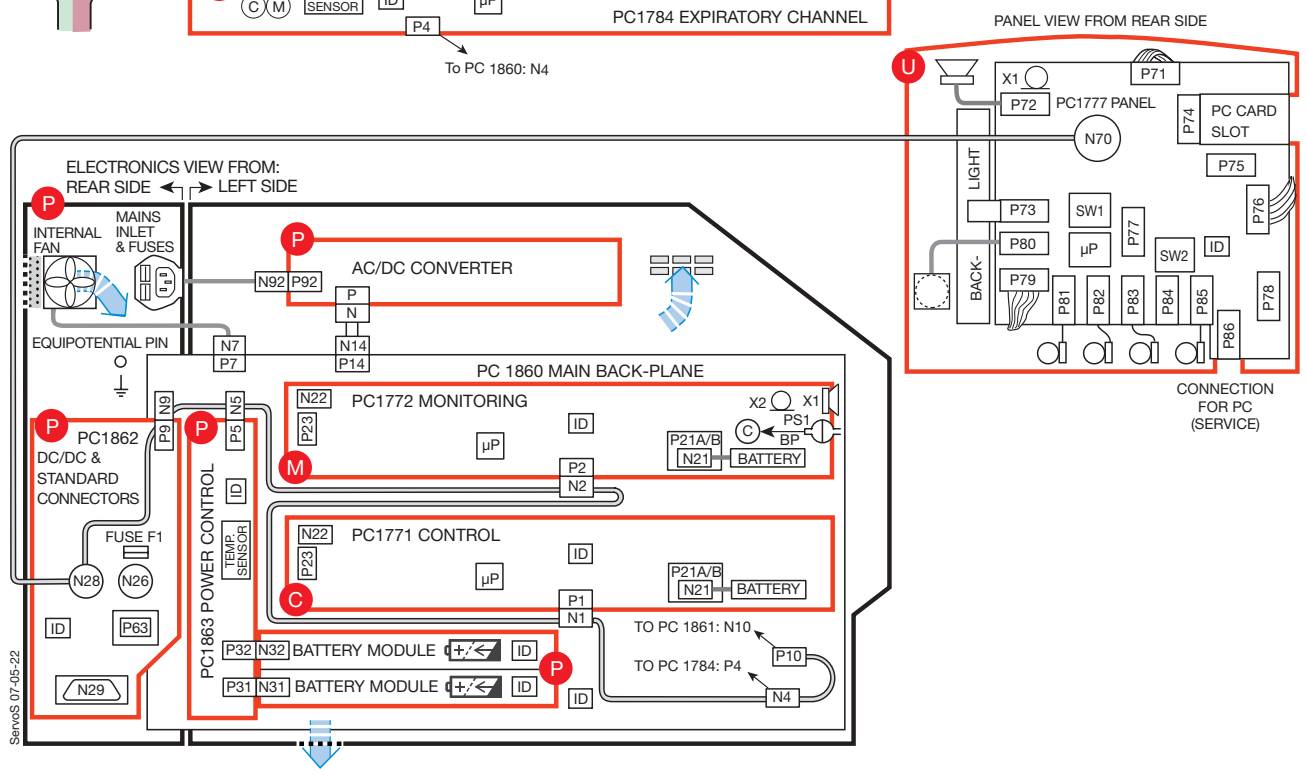 C M
SENSOR
ID
µP
PC1784 EXPIRATORY CHANNEL
P4
To PC 1860: N4
PANEL VIEW FROM REAR SIDE
U
X1
P71
P72
PC1777 PANEL
P74
PC CARD
SLOT
N70
P75
LIGHT
BACK-
P73
SW1
P77
P76
P80
µP
SW2
ID
P79
P81
P82
P83
P84
P85
P78
P86
CONNECTION
FOR PC
(SERVICE)
ELECTRONICS VIEW FROM:
REAR SIDE
LEFT SIDE
P
INTERNAL
FAN
MAINS
INLET
& FUSES
P
N92
P92
AC/DC CONVERTER
P
N
EQUIPOTENTIAL PIN
N7
P7
N14
P14
PC 1860 MAIN BACK-PLANE
N9
P9
N5
P5
N22
P23
PC1772 MONITORING
ID
µP
X2
X1
C
PS1
BP
P21A/B
N21
BATTERY
M
P2
N2
P
PC1862
DC/DC &
STANDARD
CONNECTORS
FUSE F1
N28
N26
ID
P63
N29
P
ID
TEMP.
SENSOR
PC1863 POWER CONTROL
N22
P23
PC1771 CONTROL
ID
µP
P21A/B
N21
BATTERY
C
P1
N1
TO PC 1861: N10
P10
TO PC 1784: P4
N4
P32
N32
BATTERY MODULE
+/
ID
P
P31
N31
BATTERY MODULE
+/
ID
ID
ServoS 07-05-22